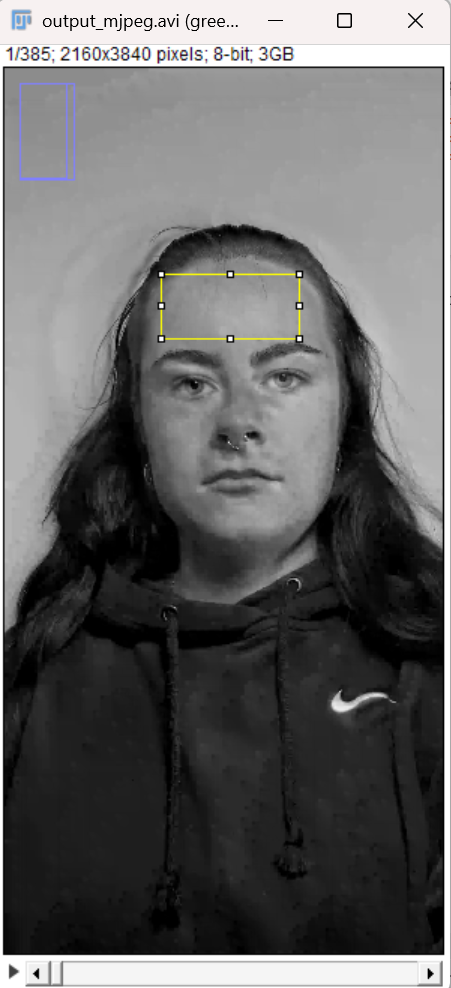 output_mjpeg.avi (gree...
1/385; 2160x3840 pixels; 8-bit; 3GB